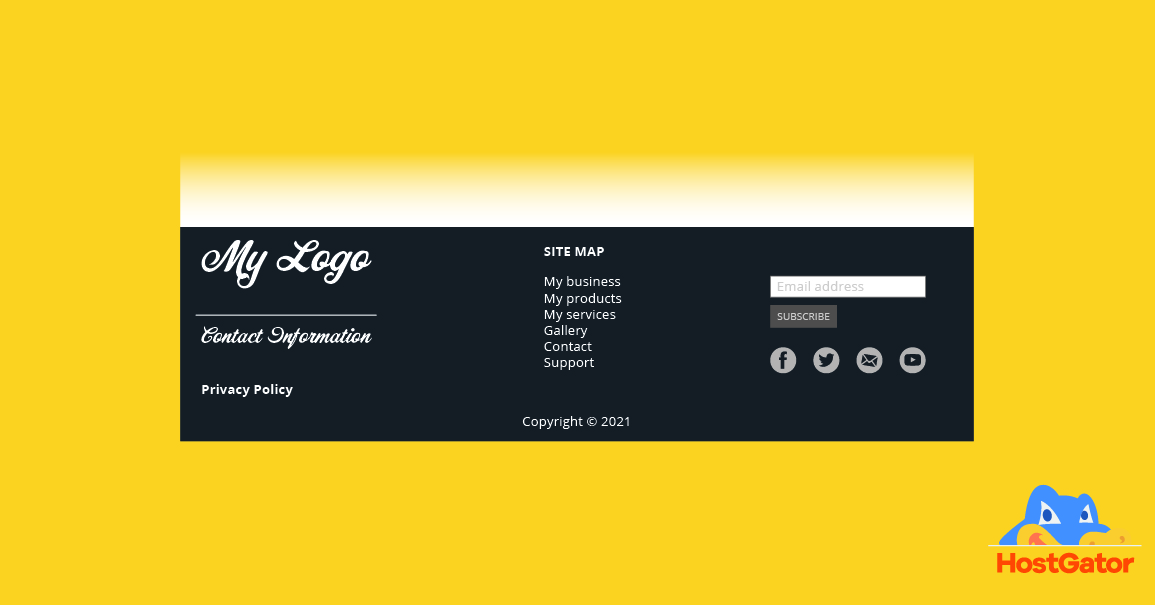 My Logo
Contact Information
Privacy Policy
SITE MAP
My business
My products
My services
Gallery
Contact
Support
Email address
SUBSCRIBE
Copyright © 2021
HostGator